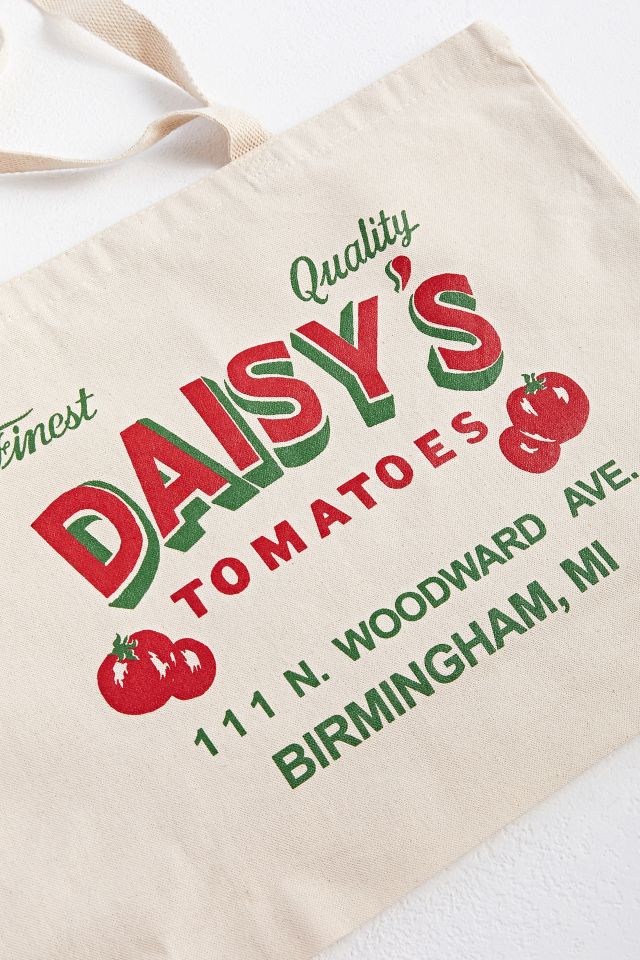 Finest Quality
DAISY'S
TOMATOES
111 N. WOODWARD AVE.
BIRMINGHAM, MI